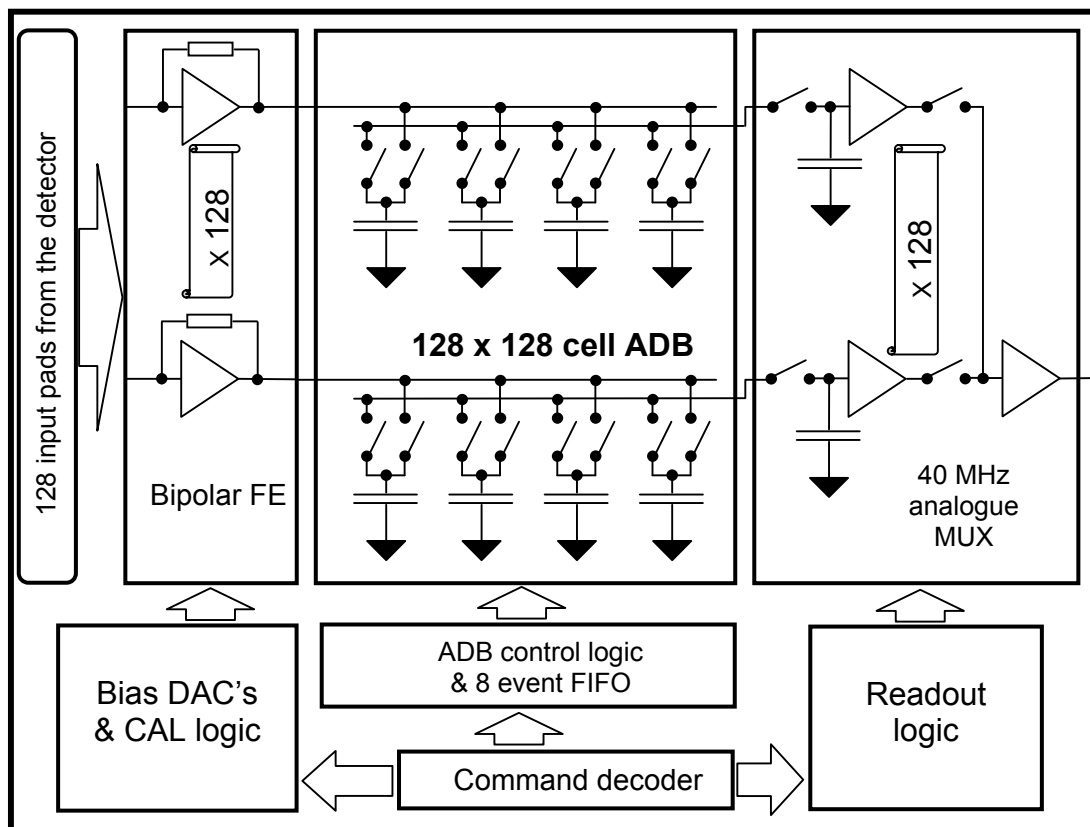 128 input pads from the detector
X 128
Bipolar FE
128 x 128 cell ADB
X 128
40 MHz
analogue
MUX
Bias DAC's
& CAL logic
ADB control logic
& 8 event FIFO
Command decoder
Readout
logic